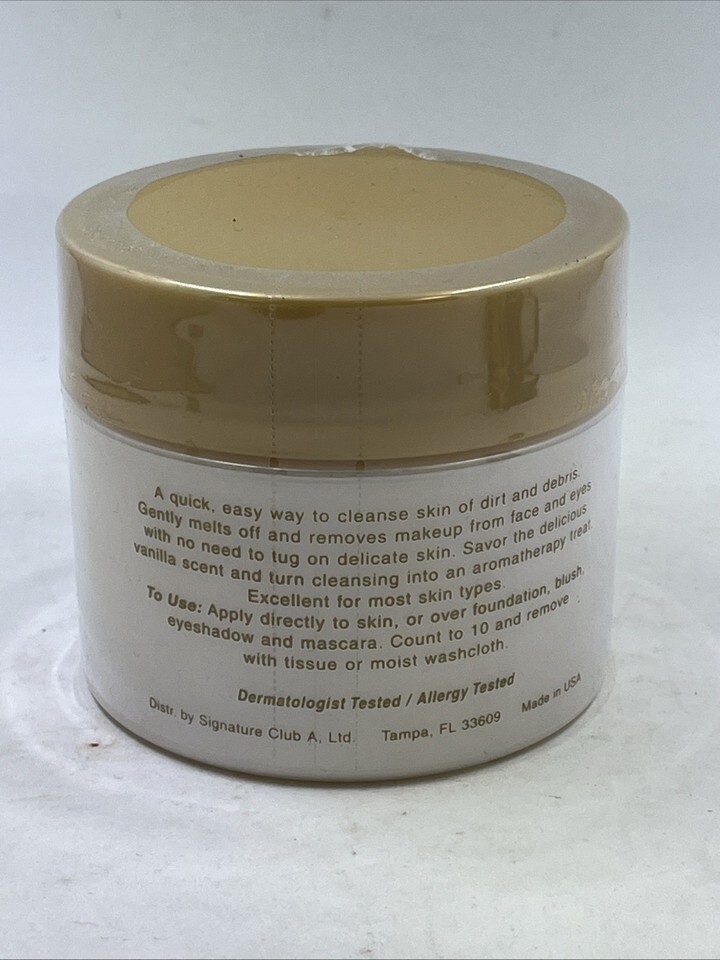 A quick, easy way to cleanse skin of dirt and debris.
Gently melts off and removes makeup from face and eyes
with no need to tug on delicate skin. Savor the delicious
vanilla scent and turn cleansing into an aromatherapy treat.
Excellent for most skin types.
To Use: Apply directly to skin, or over foundation, blush,
eyeshadow and mascara. Count to 10 and remove
with tissue or moist washcloth.
Dermatologist Tested / Allergy Tested
Distr. by Signature Club A, Ltd. Tampa, FL 33609 Made in USA